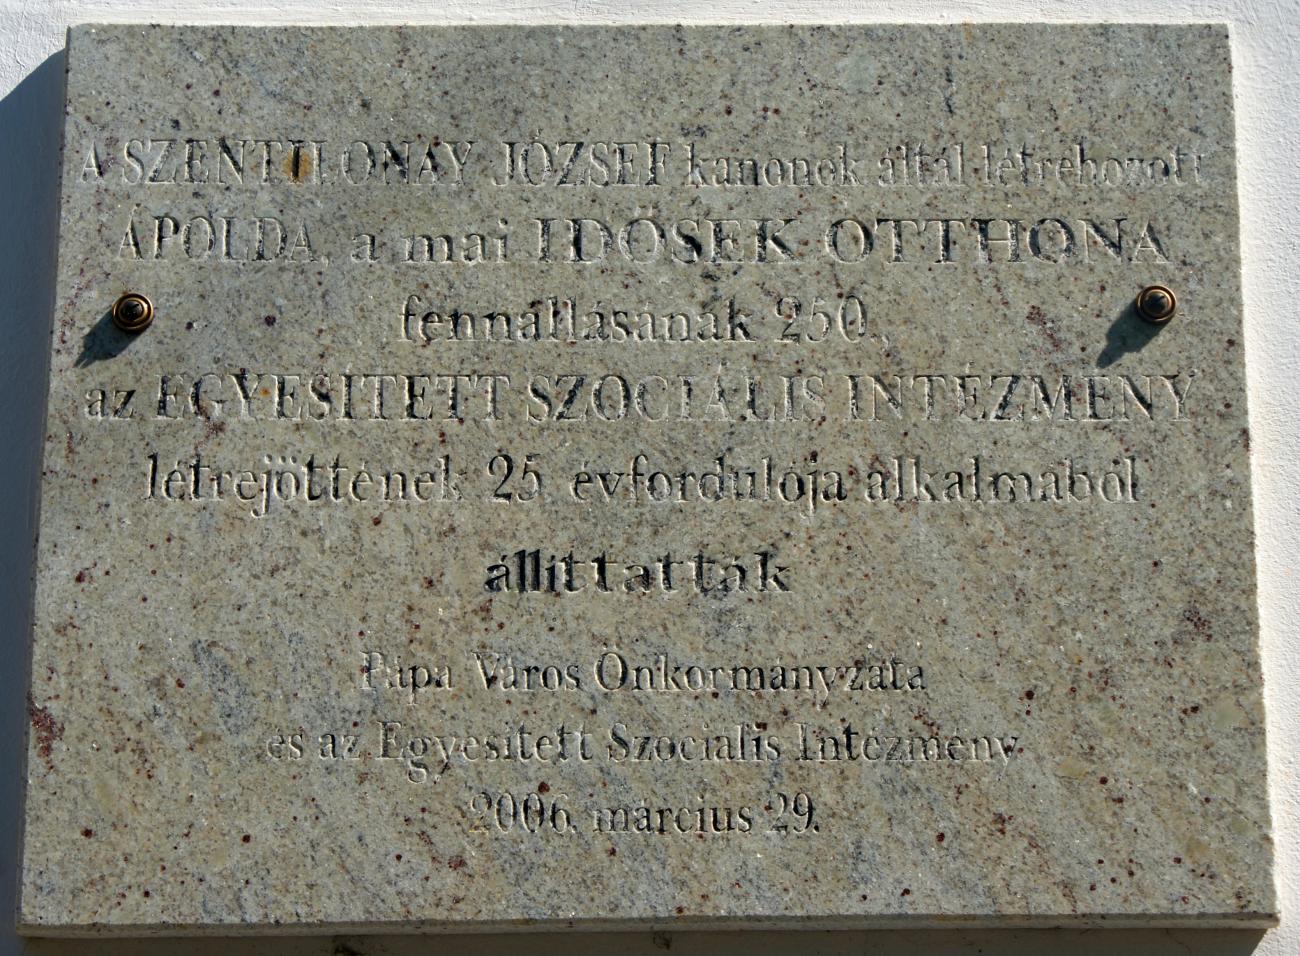 A SZENTILONAY JÓZSEF kanonok által létrehozott
ÁPOLDA, a mai IDŐSEK OTTHONA
fennállásának 250.,
az EGYESÍTETT SZOCIÁLIS INTÉZMÉNY
létrejöttének 25 évfordulója alkalmából
állíttatták
Pápa Város Önkormányzata
és az Egyesített Szociális Intézmény
2006. március 29.